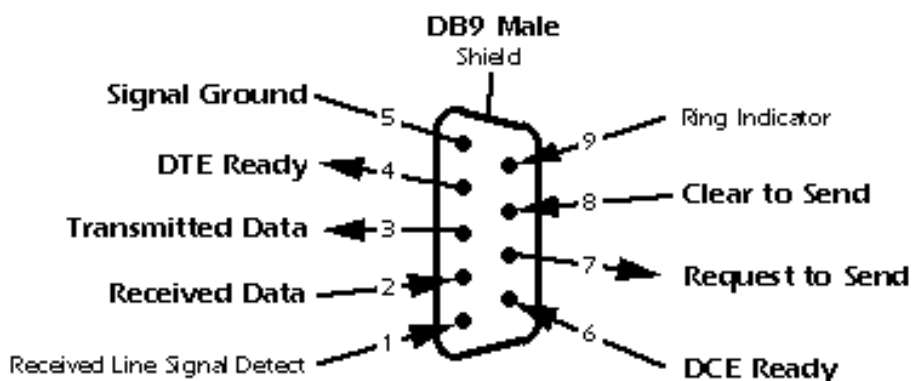 DB9 Male
Shield
Signal Ground
5
9
Ring Indicator
DTE Ready
4
8
Clear to Send
Transmitted Data
3
7
Request to Send
Received Data
2
6
DCE Ready
Received Line Signal Detect
1